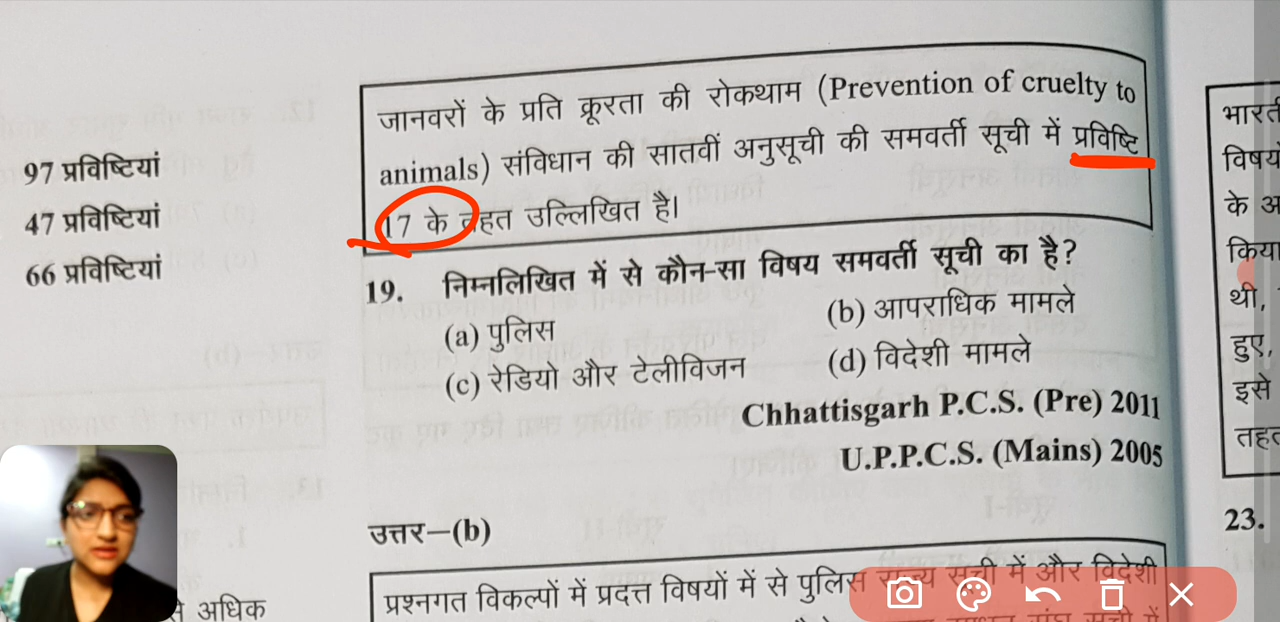 97 प्रविष्टियां
47 प्रविष्टियां
66 प्रविष्टियां
अधिक
जानवरों के प्रति क्रूरता की रोकथाम (Prevention of cruelty to
animals) संविधान की सातवीं अनुसूची की समवर्ती सूची में प्रविष्टि
17 के तहत उल्लिखित है।
19. निम्नलिखित में से कौन-सा विषय समवर्ती सूची का है?
(a) पुलिस (b) आपराधिक मामले
(c) रेडियो और टेलीविजन (d) विदेशी मामले
Chhattisgarh P.C.S. (Pre) 2011
U.P.P.C.S. (Mains) 2005
उत्तर–(b)
प्रश्नगत विकल्पों में प्रदत्त विषयों में से पुलिस राज्य सूची में और विदेशी
भारत
विषय
के अ
किया
थी,
हुए,
इसे
तहत
23.